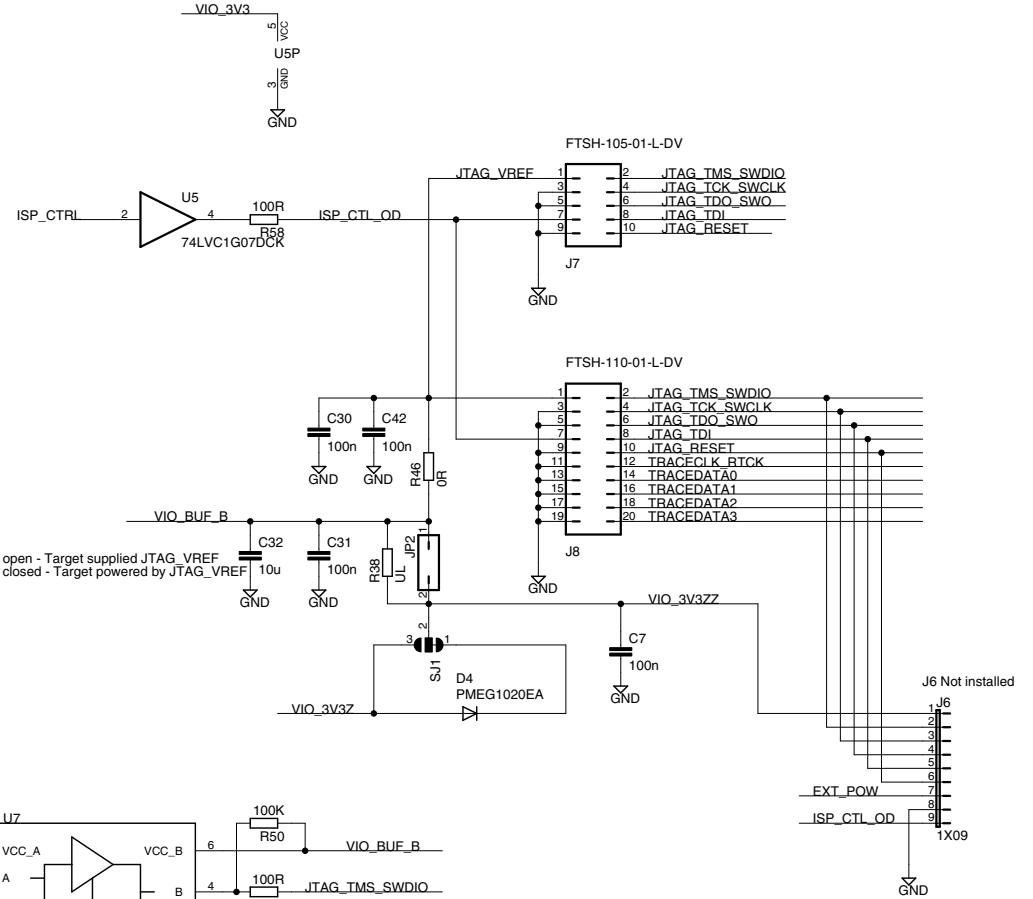 VIO_3V3
5
VCC
U5P
3
GND
GND
FTSH-105-01-L-DV
JTAG_VREF
1
3
5
7
9
2
4
6
8
10
JTAG_TMS_SWDIO
JTAG_TCK_SWCLK
JTAG_TDO_SWO
JTAG_TDI
JTAG_RESET
J7
GND
ISP_CTRL
2
U5
4
74LVC1G07DCK
100R
R58
ISP_CTL_OD
FTSH-110-01-L-DV
1
3
5
7
9
11
13
15
17
19
2
4
6
8
10
12
14
16
18
20
JTAG_TMS_SWDIO
JTAG_TCK_SWCLK
JTAG_TDO_SWO
JTAG_TDI
JTAG_RESET
TRACECLK_RTCK
TRACEDATA0
TRACEDATA1
TRACEDATA2
TRACEDATA3
J8
GND
C30
100n
GND
C42
100n
GND
R46
0R
VIO_BUF_B
open - Target supplied JTAG_VREF
closed - Target powered by JTAG_VREF
C32
10u
GND
C31
100n
GND
R38
UL
JP2
1
2
VIO_3V3ZZ
2
3
1
SJ1
C7
100n
GND
D4
PMEG1020EA
VIO_3V3Z
J6 Not installed
J6
1
2
3
4
5
6
7
8
9
EXT_POW
ISP_CTL_OD
1X09
GND
U7
VCC_A
A
VCC_B
B
6
4
100K
R50
VIO_BUF_B
100R
JTAG_TMS_SWDIO